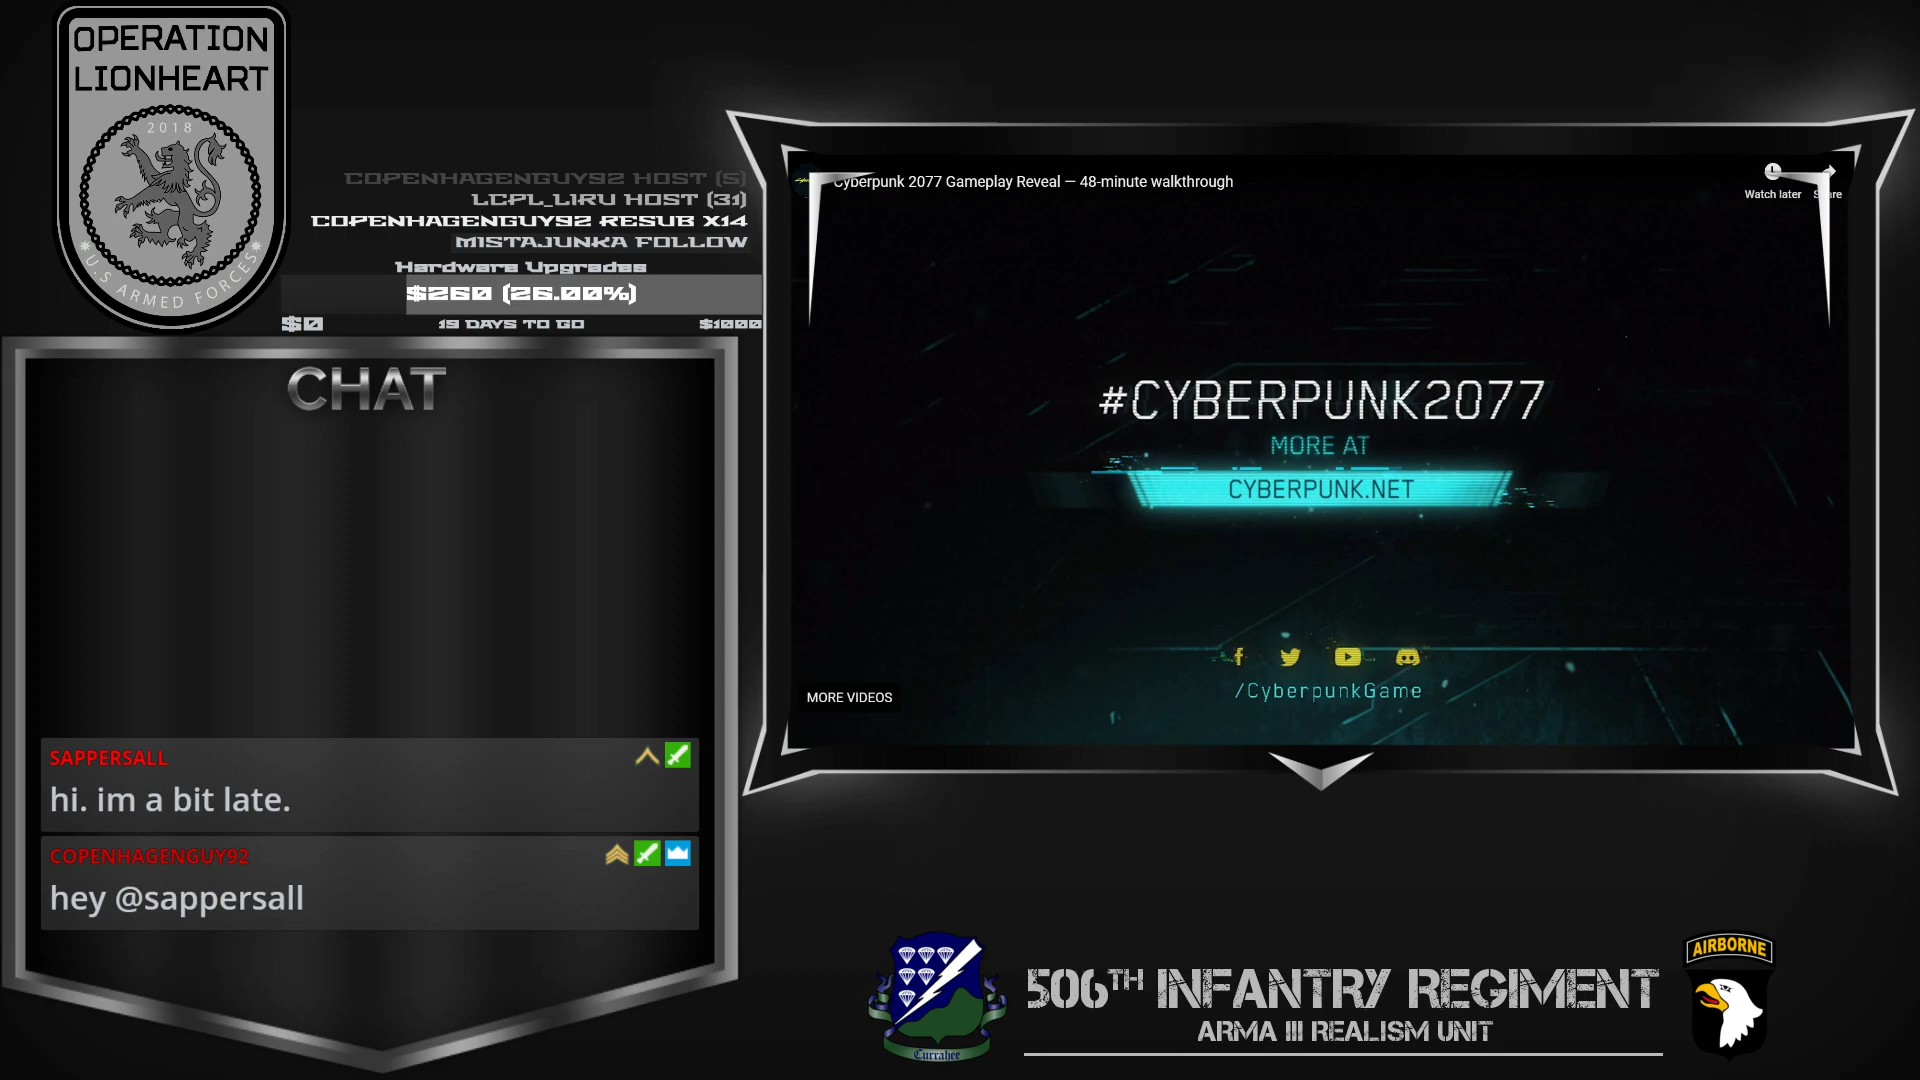 OPERATION
LIONHEART
2018
U.S ARMED FORCES
COPENHAGENGUY92 HOST (5)
LCPL_LIRU HOST (31)
COPENHAGENGUY92 RESUB X14
MISTAJUNKA FOLLOW
Hardware Upgrades
$260 (26.00%)
$0
19 DAYS TO GO
$1000
CHAT
SAPPERSALL
hi. im a bit late.
COPENHAGENGUY92
hey @sappersall
Cyberpunk 2077 Gameplay Reveal — 48-minute walkthrough
Watch later
Share
#CYBERPUNK2077
MORE AT
CYBERPUNK.NET
/CyberpunkGame
MORE VIDEOS
Currahee
506TH INFANTRY REGIMENT
ARMA III REALISM UNIT
AIRBORNE